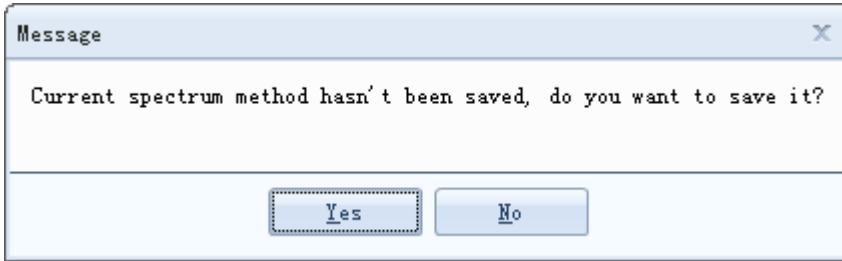 Message
Current spectrum method hasn't been saved, do you want to save it?
Yes No